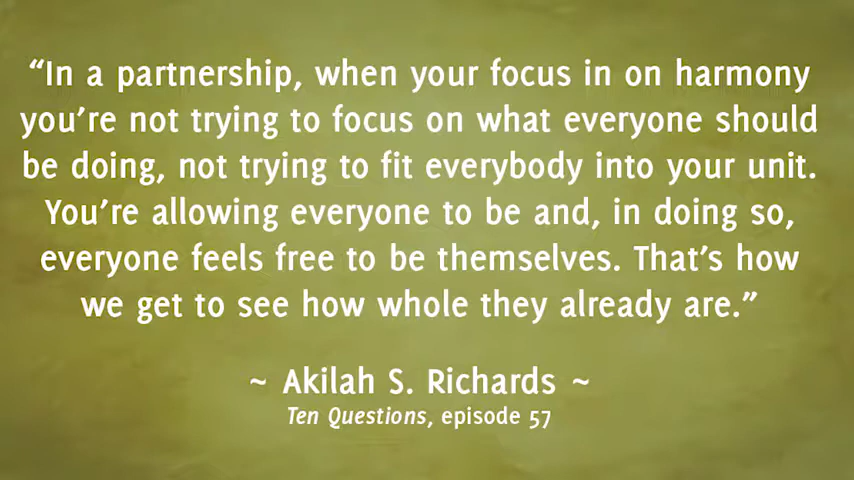 “In a partnership, when your focus in on harmony
you’re not trying to focus on what everyone should
be doing, not trying to fit everybody into your unit.
You’re allowing everyone to be and, in doing so,
everyone feels free to be themselves. That’s how
we get to see how whole they already are.”
~ Akilah S. Richards ~
Ten Questions, episode 57